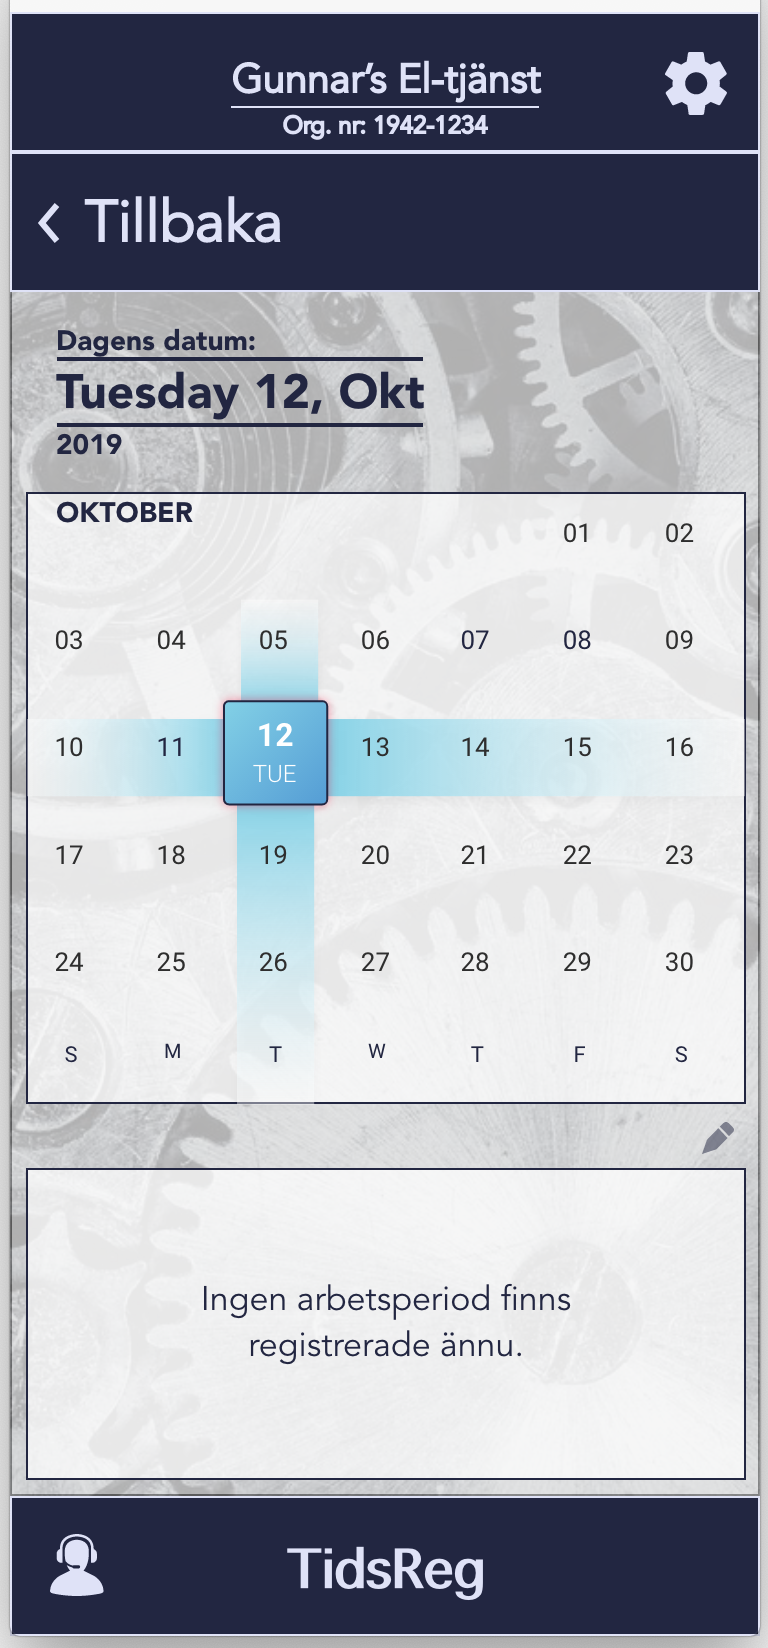 Gunnar’s El-tjänst
Org. nr: 1942-1234
Tillbaka
Dagens datum:
Tuesday 12, Okt
2019
OKTOBER
01 02
03 04 05 06 07 08 09
10 11 12 13 14 15 16
TUE
17 18 19 20 21 22 23
24 25 26 27 28 29 30
S M T W T F S
Ingen arbetsperiod finns
registrerade ännu.
TidsReg